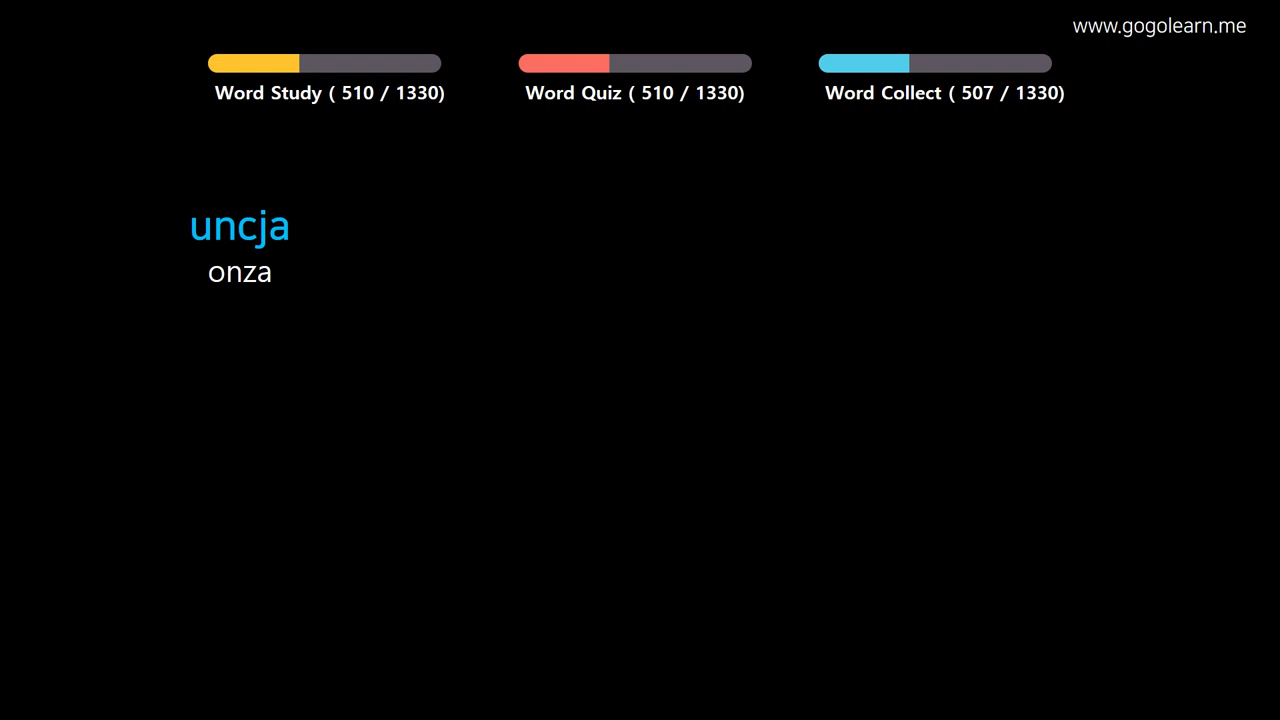 www.gogolearn.me
Word Study ( 510 / 1330)
Word Quiz ( 510 / 1330)
Word Collect ( 507 / 1330)
uncja
onza